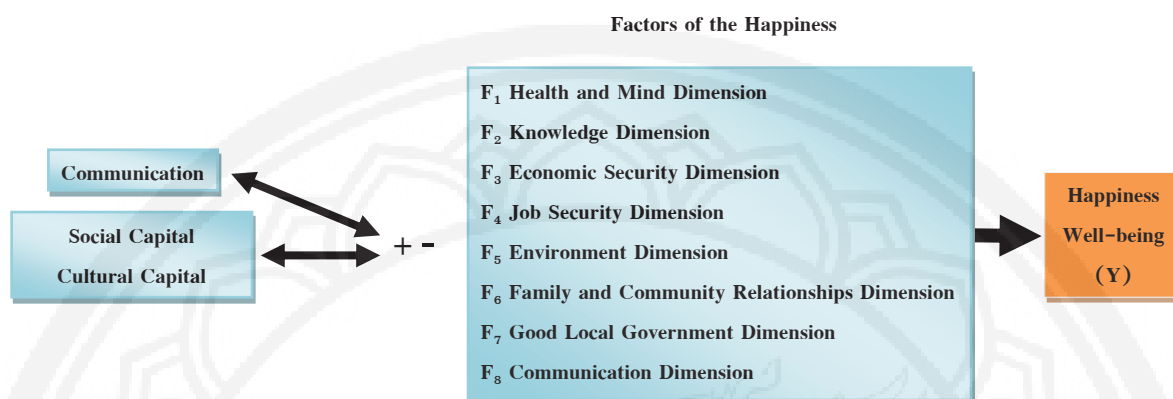 Factors of the Happiness
Communication
Social Capital
Cultural Capital
+ -
F₁ Health and Mind Dimension
F₂ Knowledge Dimension
F₃ Economic Security Dimension
F₄ Job Security Dimension
F₅ Environment Dimension
F₆ Family and Community Relationships Dimension
F₇ Good Local Government Dimension
F₈ Communication Dimension
Happiness
Well-being
(Y)